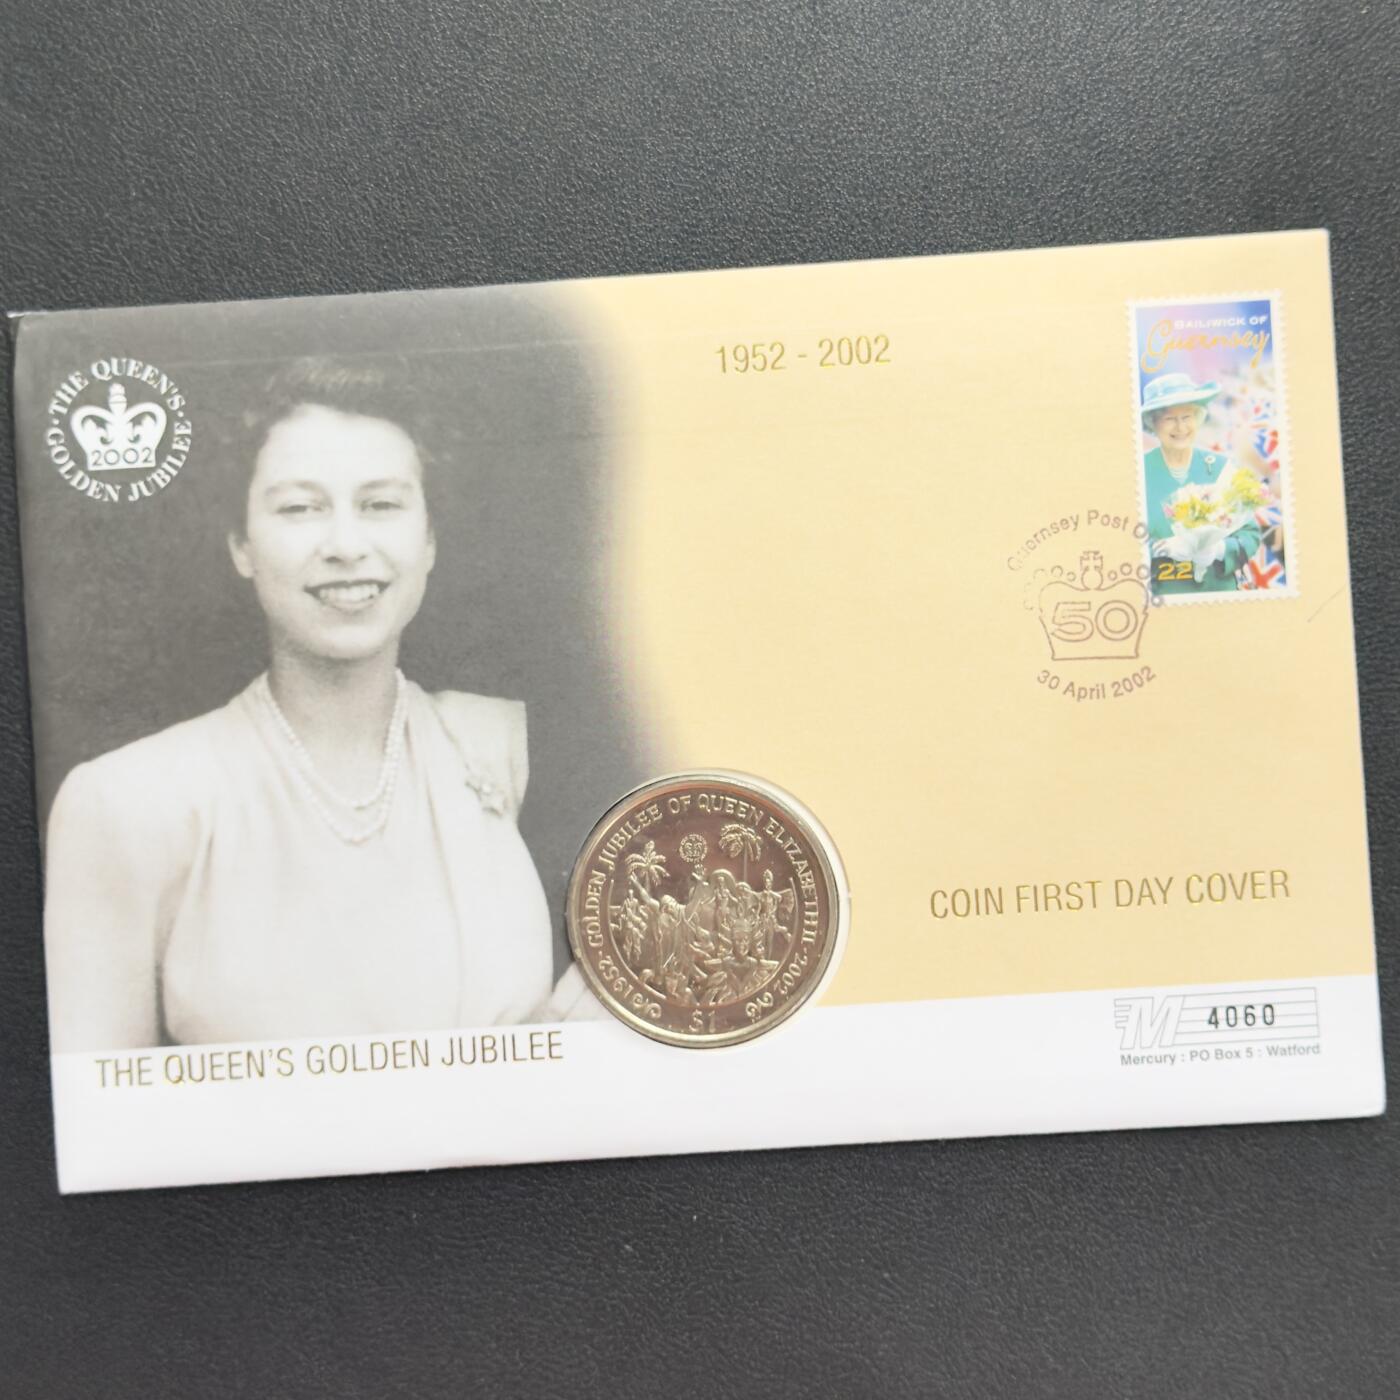 ·THE QUEEN'S· GOLDEN JUBILEE
2002
1952 - 2002
BAILIWICK OF
Guernsey
22
Guernsey Post
50
30 April 2002
·GOLDEN JUBILEE OF QUEEN ELIZABETH II·
1952
2002
$1
COIN FIRST DAY COVER
THE QUEEN'S GOLDEN JUBILEE
M 4060
Mercury : PO Box 5 : Watford